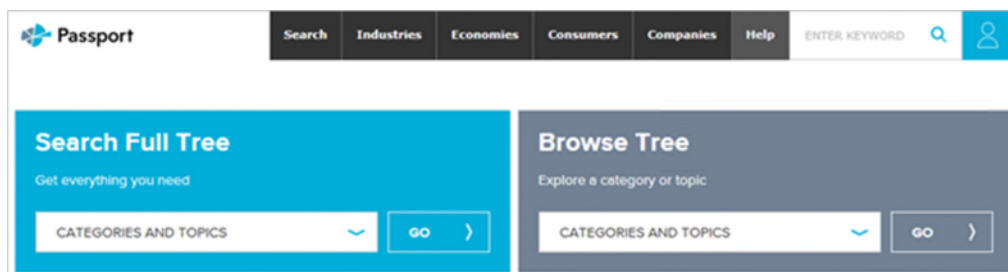 Passport Search Industries Economies Consumers Companies Help ENTER KEYWORD
Search Full Tree
Get everything you need
CATEGORIES AND TOPICS GO
Browse Tree
Explore a category or topic
CATEGORIES AND TOPICS GO